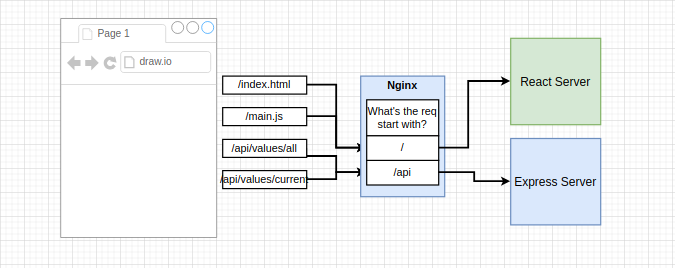 Page 1
draw.io
/index.html
/main.js
/api/values/all
/api/values/current
Nginx
What's the req
start with?
/
/api
React Server
Express Server